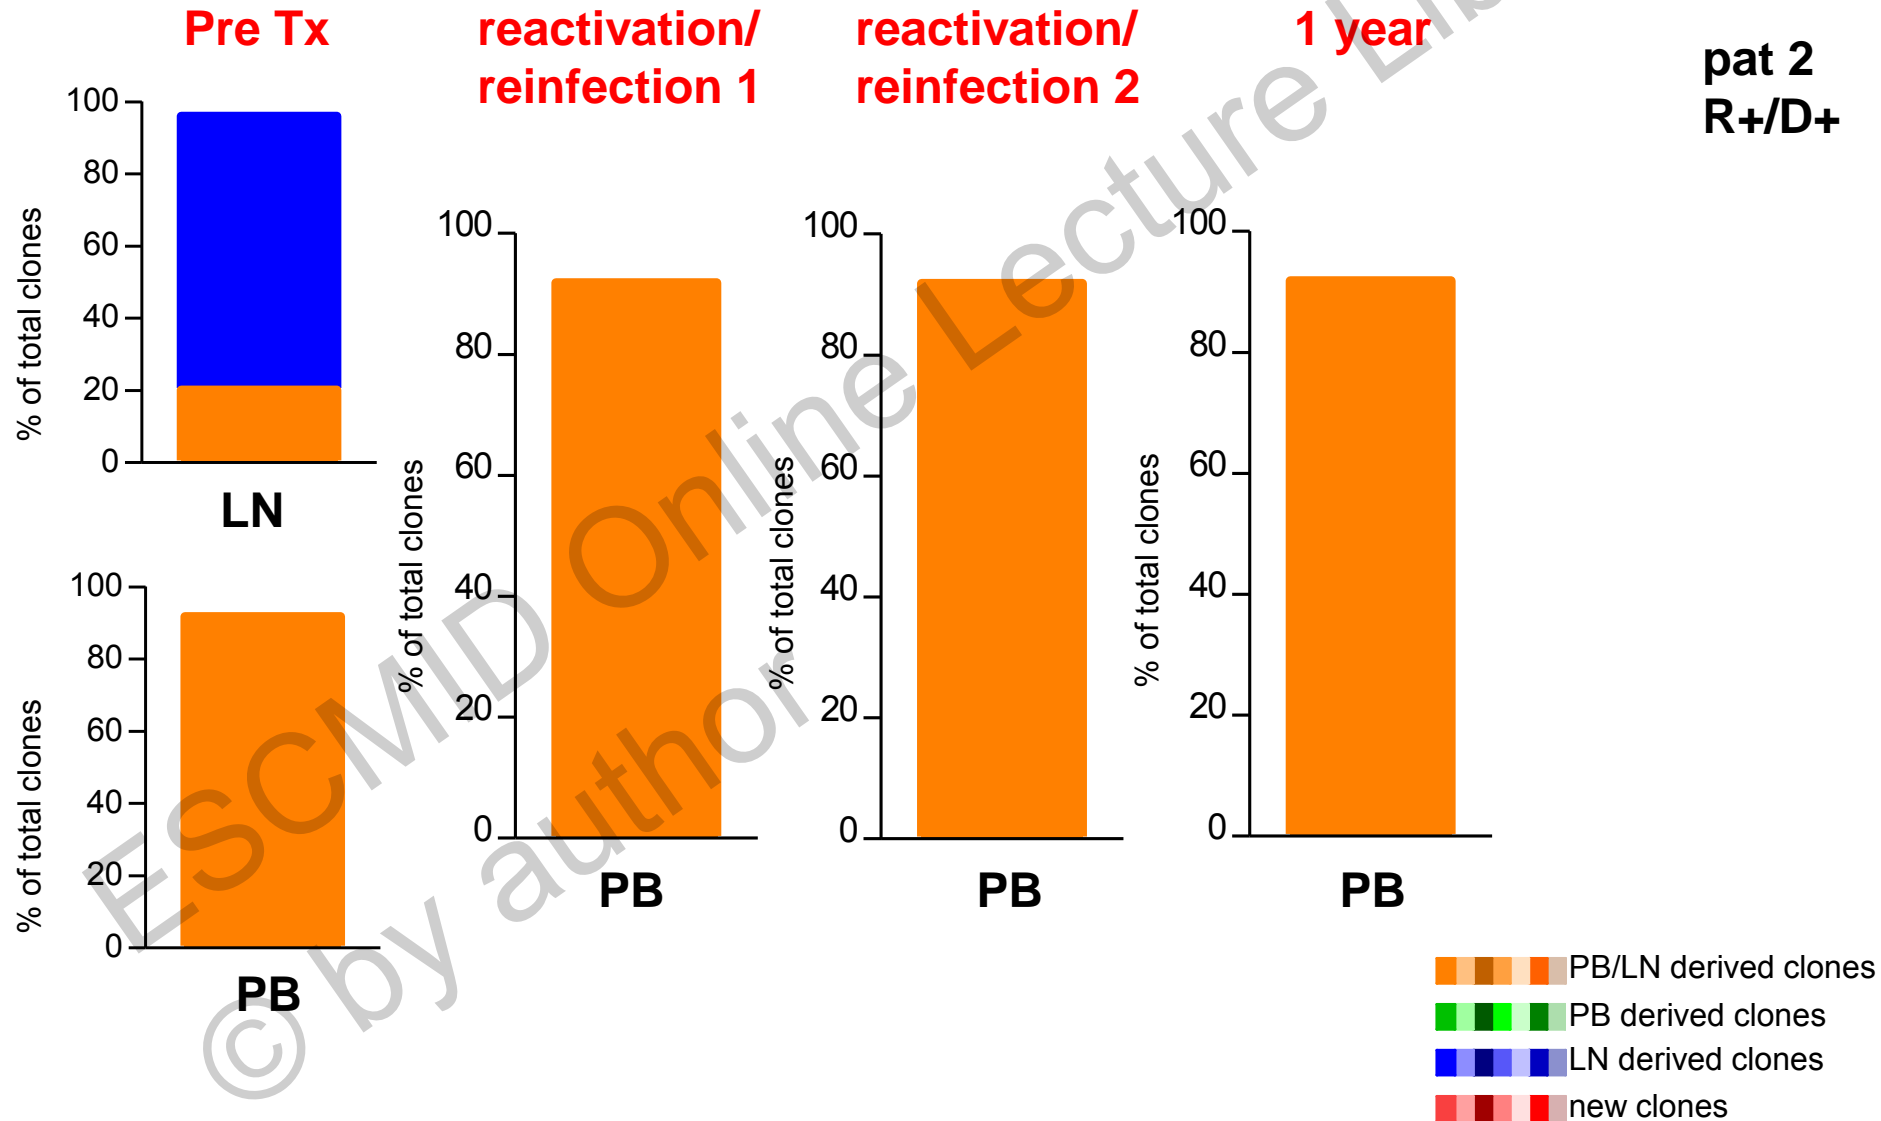 Pre Tx
reactivation/
reinfection 1
reactivation/
reinfection 2
1 year
pat 2
R+/D+
% of total clones
100
80
60
40
20
0
LN
% of total clones
100
80
60
40
20
0
PB
% of total clones
100
80
60
40
20
0
PB
% of total clones
100
80
60
40
20
0
PB
% of total clones
100
80
60
40
20
0
PB
PB/LN derived clones
PB derived clones
LN derived clones
new clones
ESCMID Online Lecture
© by author